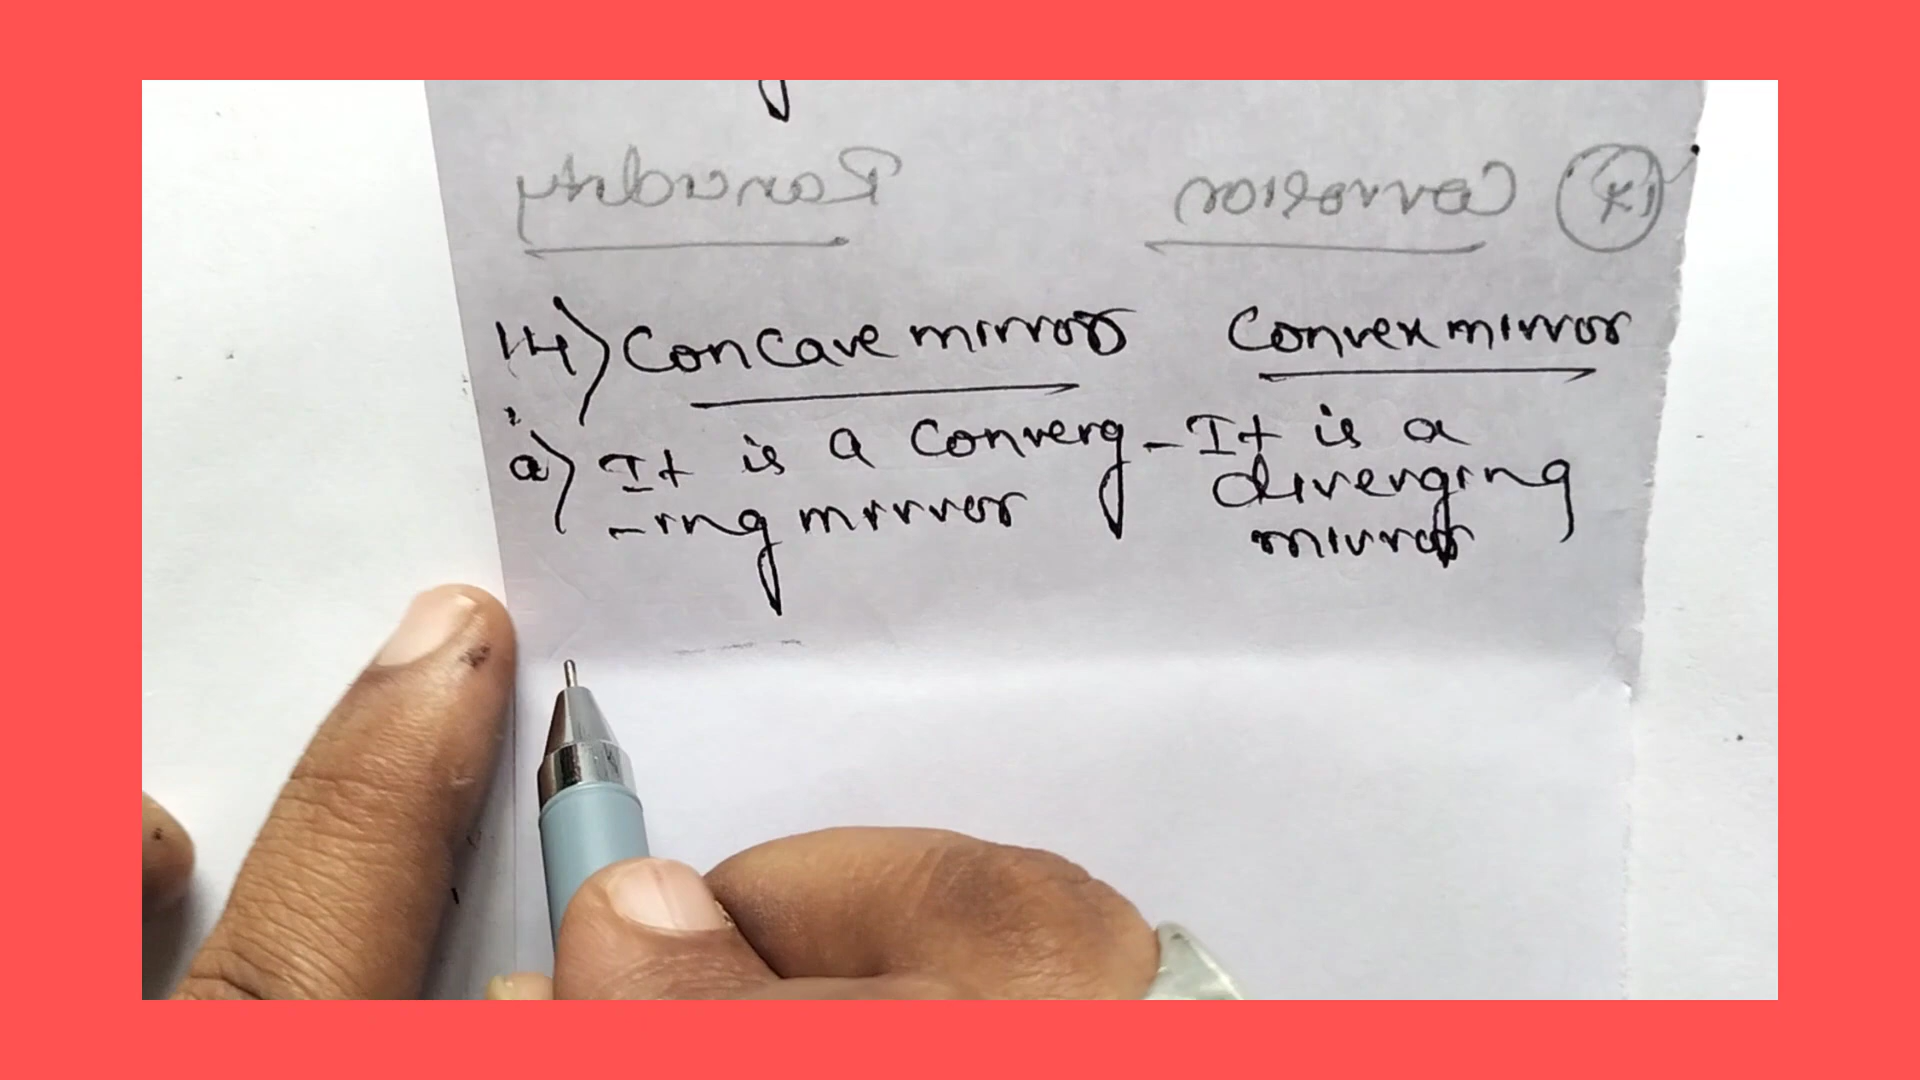 14) Concave mirror Convex mirror
a) It is a converg - It is a
-ing mirror diverging
mirror